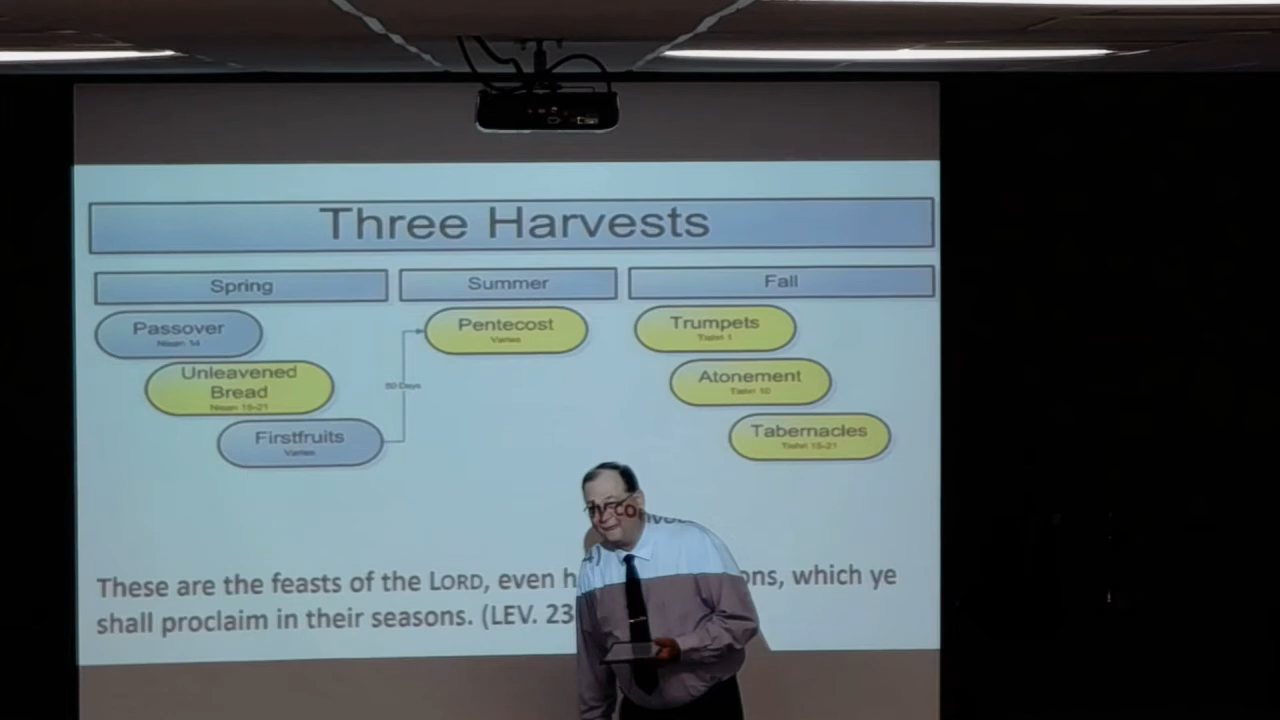 Three Harvests
Spring
Summer
Fall
Passover
Nisan 14
Unleavened
Bread
Nisan 15-21
Firstfruits
Varies
50 Days
Pentecost
Varies
Trumpets
Tishri 1
Atonement
Tishri 10
Tabernacles
Tishri 15-21
These are the feasts of the LORD, even h ons, which ye
shall proclaim in their seasons. (LEV. 23